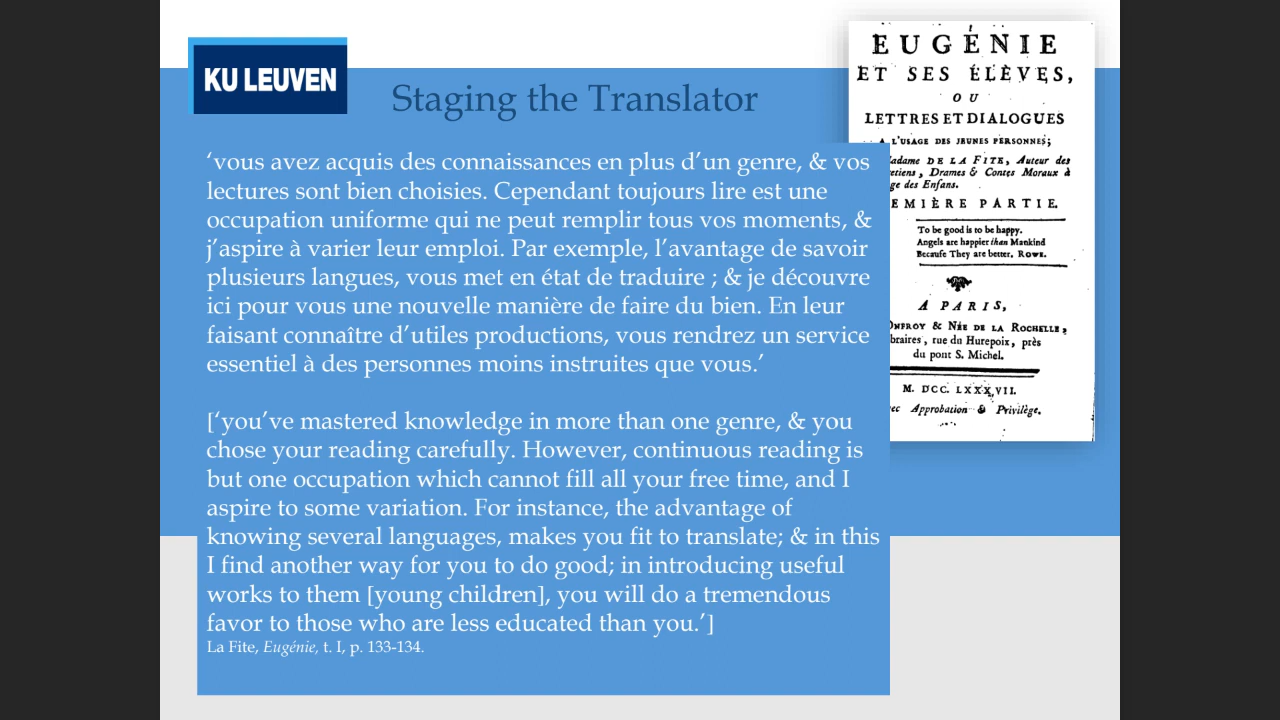 KU LEUVEN
Staging the Translator
‘vous avez acquis des connaissances en plus d’un genre, & vos
lectures sont bien choisies. Cependant toujours lire est une
occupation uniforme qui ne peut remplir tous vos moments, &
j’aspire à varier leur emploi. Par exemple, l’avantage de savoir
plusieurs langues, vous met en état de traduire ; & je découvre
ici pour vous une nouvelle manière de faire du bien. En leur
faisant connaître d’utiles productions, vous rendrez un service
essentiel à des personnes moins instruites que vous.’
[‘you’ve mastered knowledge in more than one genre, & you
chose your reading carefully. However, continuous reading is
but one occupation which cannot fill all your free time, and I
aspire to some variation. For instance, the advantage of
knowing several languages, makes you fit to translate; & in this
I find another way for you to do good; in introducing useful
works to them [young children], you will do a tremendous
favor to those who are less educated than you.’]
La Fite, Eugénie, t. I, p. 133-134.
EUGÉNIE
ET SES ÉLÈVES,
OU
LETTRES ET DIALOGUES
A L'USAGE DES JEUNES PERSONNES;
DE LA FITE, Auteur des
Drames & Contes Moraux à
des Enfans.
PARTIE.
To be good is to be happy.
Angels are happier than Mankind
Because They are better, ROWE.
A PARIS,
& NÉE DE LA ROCHELLE,
rue du Hurepoix, près
du pont S. Michel.
M. DCC. LXXXVII.
Approbation & Privilége.